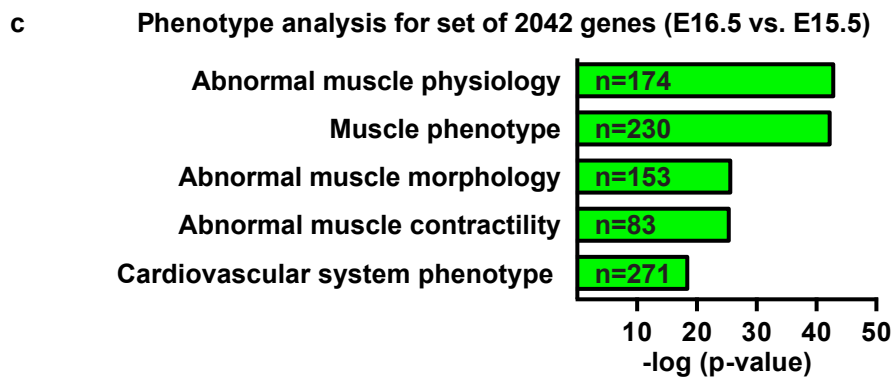 c Phenotype analysis for set of 2042 genes (E16.5 vs. E15.5)
Abnormal muscle physiology n=174
Muscle phenotype n=230
Abnormal muscle morphology n=153
Abnormal muscle contractility n=83
Cardiovascular system phenotype n=271
10 20 30 40 50
-log (p-value)